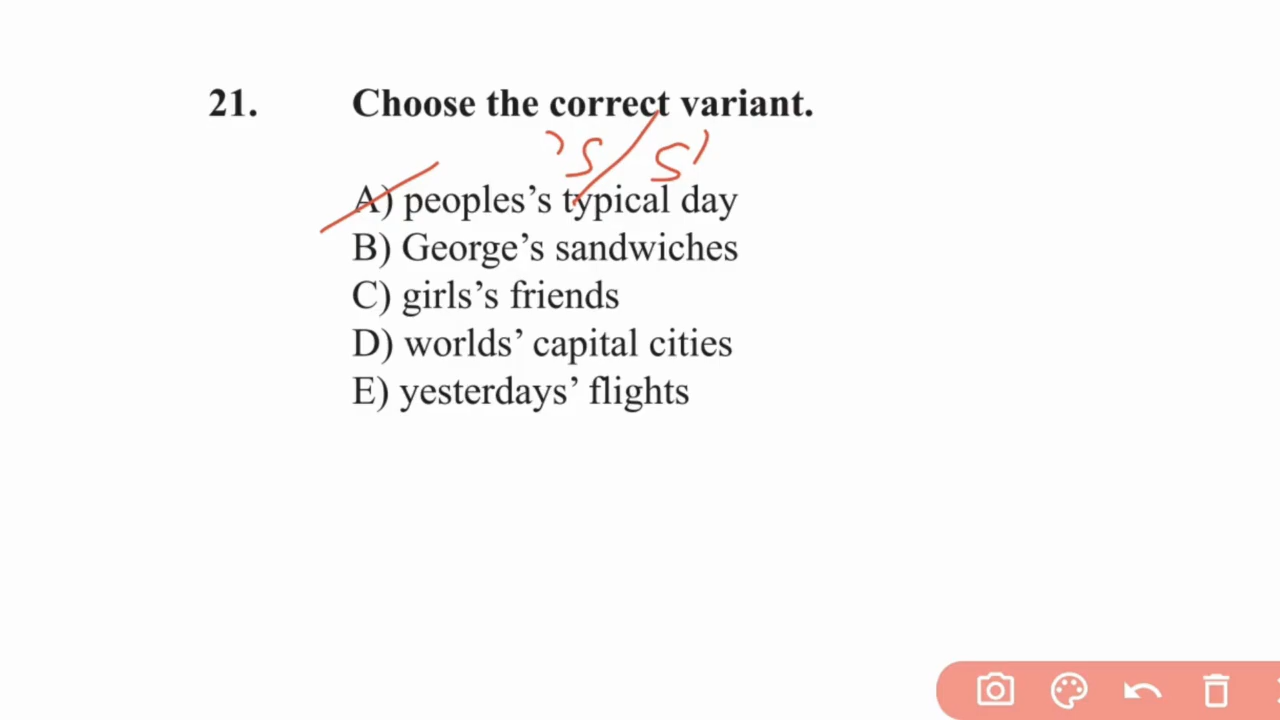 21. Choose the correct variant.
's / s'
A) peoples’s typical day
B) George’s sandwiches
C) girls’s friends
D) worlds’ capital cities
E) yesterdays’ flights